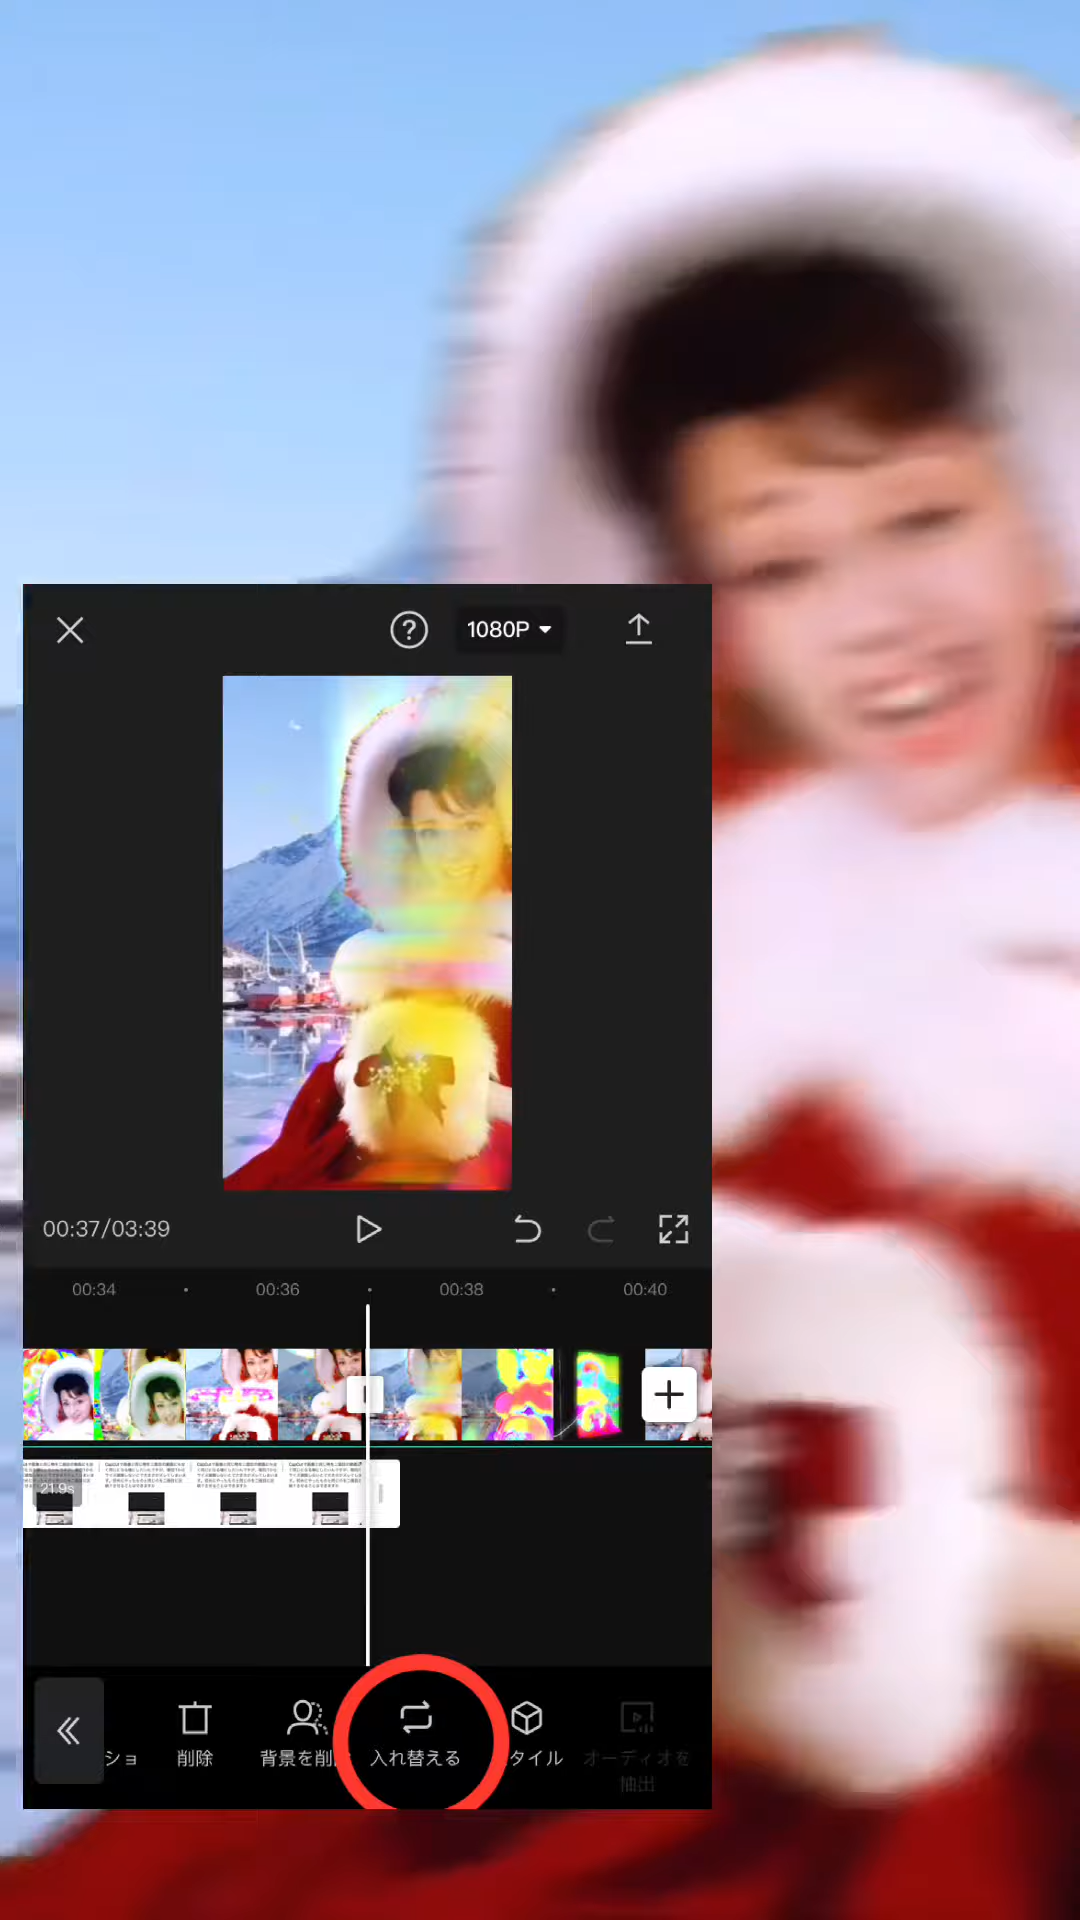 ?
1080P
00:37/03:39
00:34
00:36
00:38
00:40
21.9s
ショ
削除
背景を削
入れ替える
タイル
オーディオを
抽出